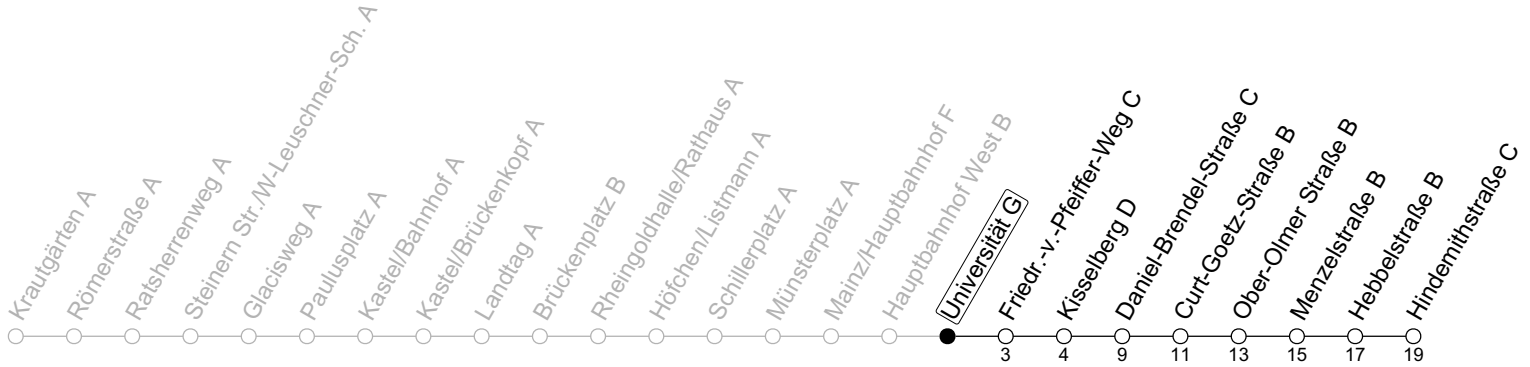 Krautgärten A
Römerstraße A
Ratsherrenweg A
Steinern Str./W-Leuschner-Sch. A
Glacisweg A
Paulusplatz A
Kastel/Bahnhof A
Kastel/Brückenkopf A
Landtag A
Brückenplatz B
Rheingoldhalle/Rathaus A
Höfchen/Listmann A
Schillerplatz A
Münsterplatz A
Mainz/Hauptbahnhof F
Hauptbahnhof West B
Universität G
Friedr.-v.-Pfeiffer-Weg C
Kisselberg D
Daniel-Brendel-Straße C
Curt-Goetz-Straße B
Ober-Olmer Straße B
Menzelstraße B
Hebbelstraße B
Hindemithstraße C
3 4 9 11 13 15 17 19